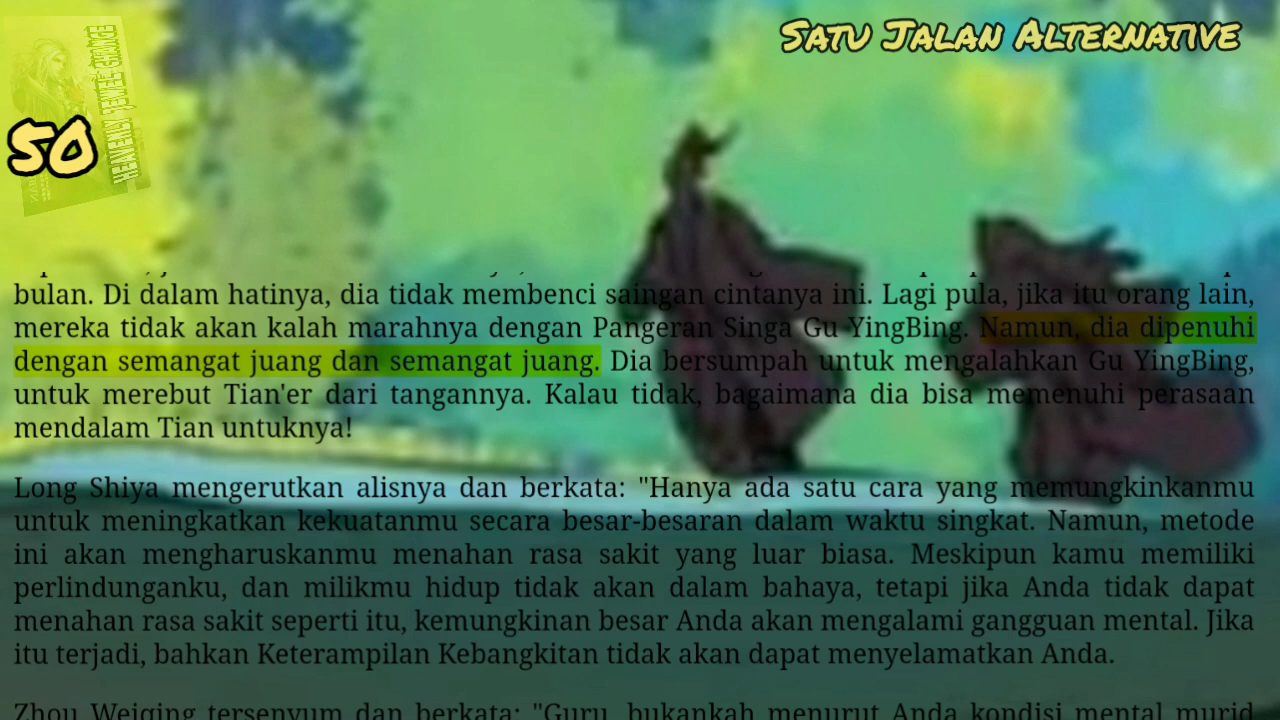 Satu Jalan Alternative
HEAVENLY JEWEL CHANGE
50
bulan. Di dalam hatinya, dia tidak membenci saingan cintanya ini. Lagi pula, jika itu orang lain,
mereka tidak akan kalah marahnya dengan Pangeran Singa Gu YingBing. Namun, dia dipenuhi
dengan semangat juang dan semangat juang. Dia bersumpah untuk mengalahkan Gu YingBing,
untuk merebut Tian'er dari tangannya. Kalau tidak, bagaimana dia bisa memenuhi perasaan
mendalam Tian untuknya!
Long Shiya mengerutkan alisnya dan berkata: "Hanya ada satu cara yang memungkinkanmu
untuk meningkatkan kekuatanmu secara besar-besaran dalam waktu singkat. Namun, metode
ini akan mengharuskanmu menahan rasa sakit yang luar biasa. Meskipun kamu memiliki
perlindunganku, dan milikmu hidup tidak akan dalam bahaya, tetapi jika Anda tidak dapat
menahan rasa sakit seperti itu, kemungkinan besar Anda akan mengalami gangguan mental. Jika
itu terjadi, bahkan Keterampilan Kebangkitan tidak akan dapat menyelamatkan Anda.
Zhou Weiqing tersenyum dan berkata: "Guru, bukankah menurut Anda kondisi mental murid